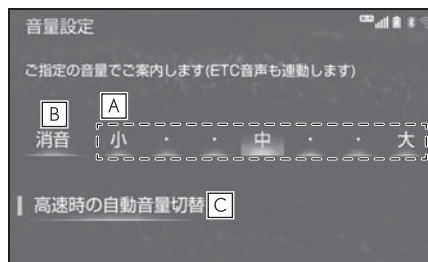 音量設定
ご指定の音量でご案内します(ETC音声も連動します)
B A
消音 小 ・ ・ 中 ・ ・ 大
高速時の自動音量切替 C